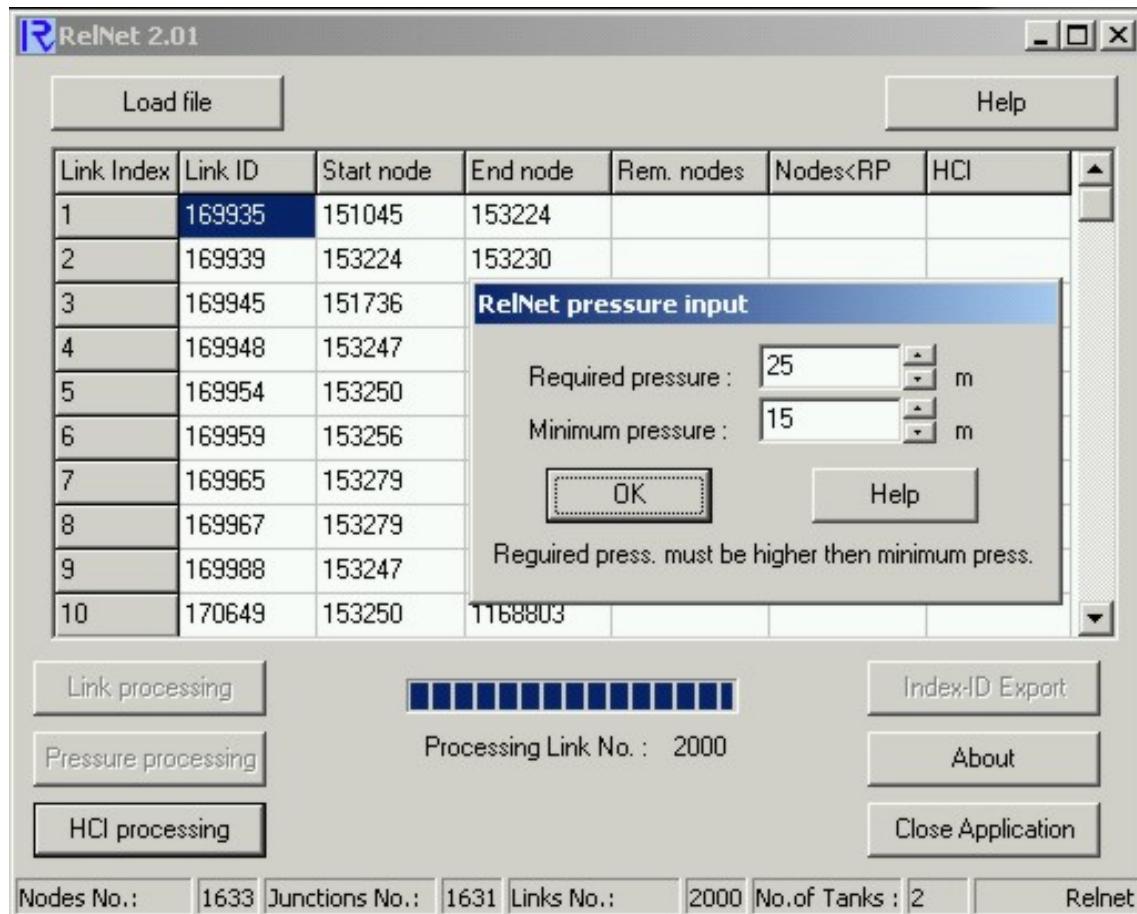 RelNet 2.01
Load file Help
Link Index Link ID Start node End node Rem. nodes Nodes<RP HCI
1 169935 151045 153224
2 169939 153224 153230
3 169945 151736
4 169948 153247
5 169954 153250
6 169959 153256
7 169965 153279
8 169967 153279
9 169988 153247
10 170649 153250 1168803
RelNet pressure input
Required pressure : 25 m
Minimum pressure : 15 m
OK Help
Reguired press. must be higher then minimum press.
Link processing Index-ID Export
Processing Link No. : 2000
Pressure processing About
HCI processing Close Application
Nodes No.: 1633 Junctions No.: 1631 Links No.: 2000 No.of Tanks : 2 Relnet